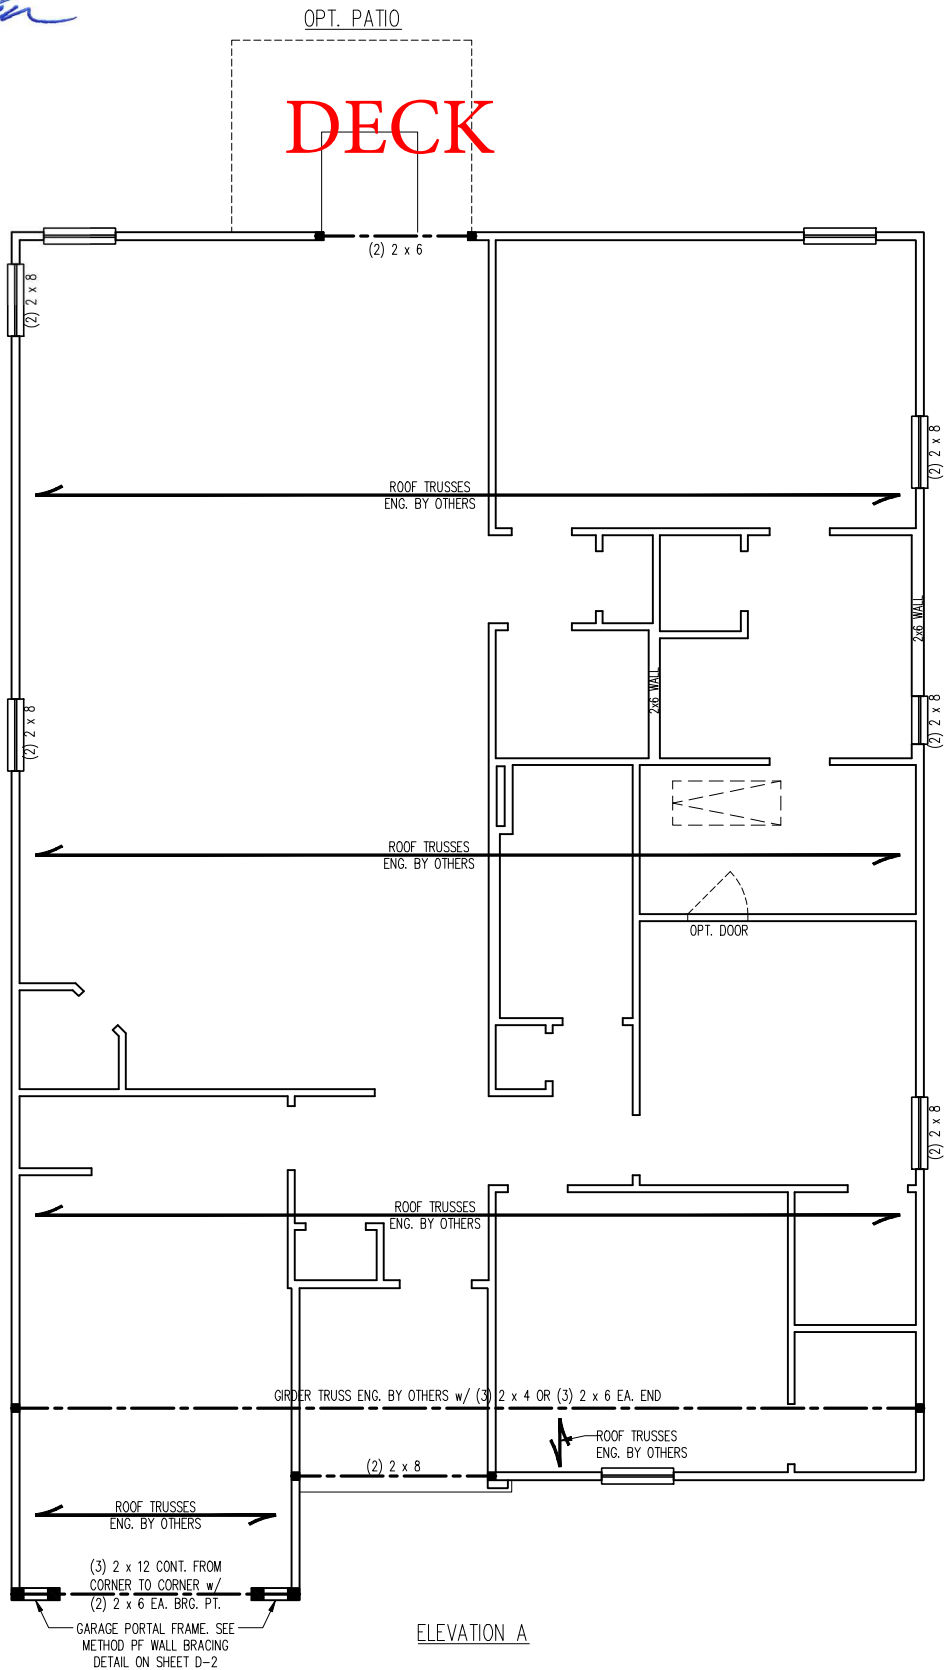 OPT. PATIO
DECK
(2) 2 x 6
(2) 2 x 8
(2) 2 x 8
ROOF TRUSSES
ENG. BY OTHERS
2x6 WALL
2x6 WALL
(2) 2 x 8
(2) 2 x 8
ROOF TRUSSES
ENG. BY OTHERS
OPT. DOOR
(2) 2 x 8
ROOF TRUSSES
ENG. BY OTHERS
GIRDER TRUSS ENG. BY OTHERS w/ (3) 2 x 4 OR (3) 2 x 6 EA. END
ROOF TRUSSES
ENG. BY OTHERS
(2) 2 x 8
ROOF TRUSSES
ENG. BY OTHERS
(3) 2 x 12 CONT. FROM
CORNER TO CORNER w/
(2) 2 x 6 EA. BRG. PT.
GARAGE PORTAL FRAME. SEE
METHOD PF WALL BRACING
DETAIL ON SHEET D-2
ELEVATION A